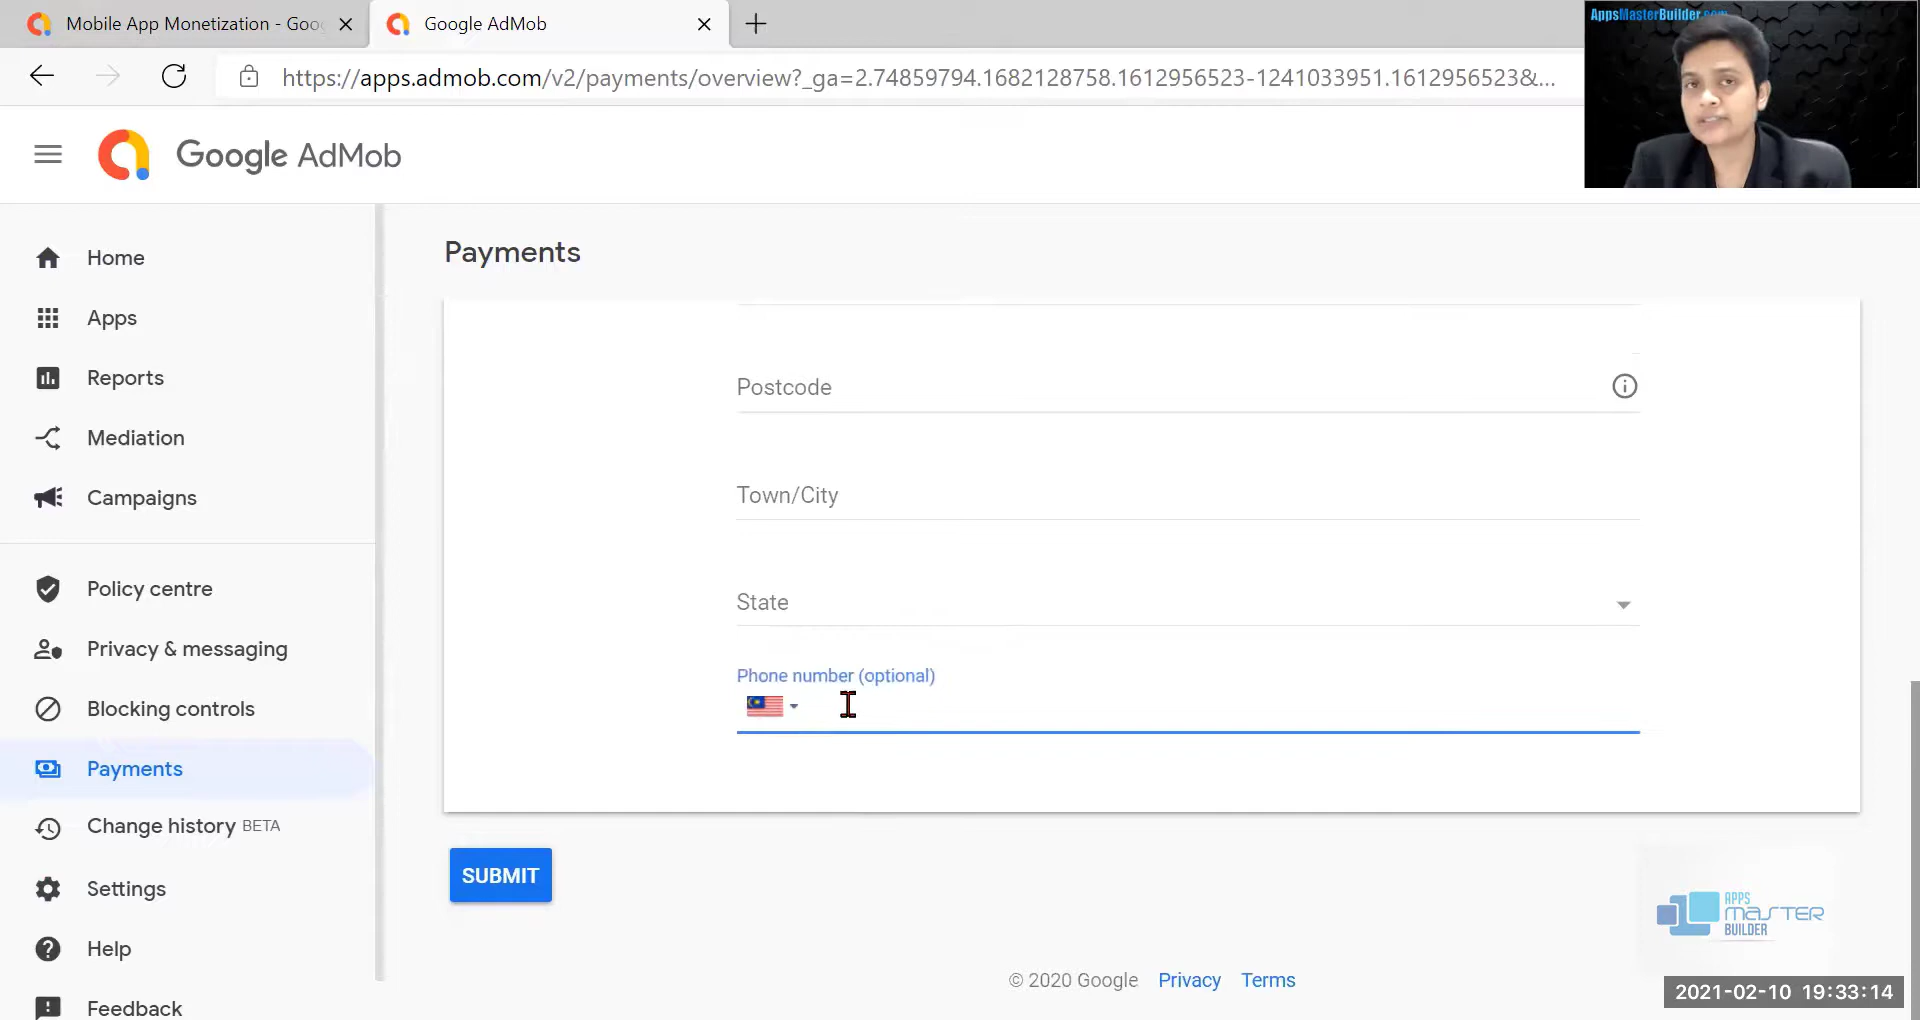 Mobile App Monetization - Goo
Google AdMob
https://apps.admob.com/v2/payments/overview?_ga=2.74859794.1682128758.1612956523-1241033951.1612956523&...
AppsMasterBuilder.com
Google AdMob
Home
Apps
Reports
Mediation
Campaigns
Policy centre
Privacy & messaging
Blocking controls
Payments
Change history BETA
Settings
Help
Feedback
Payments
Postcode
Town/City
State
Phone number (optional)
SUBMIT
© 2020 Google Privacy Terms
APPS
MASTER
BUILDER
2021-02-10 19:33:14